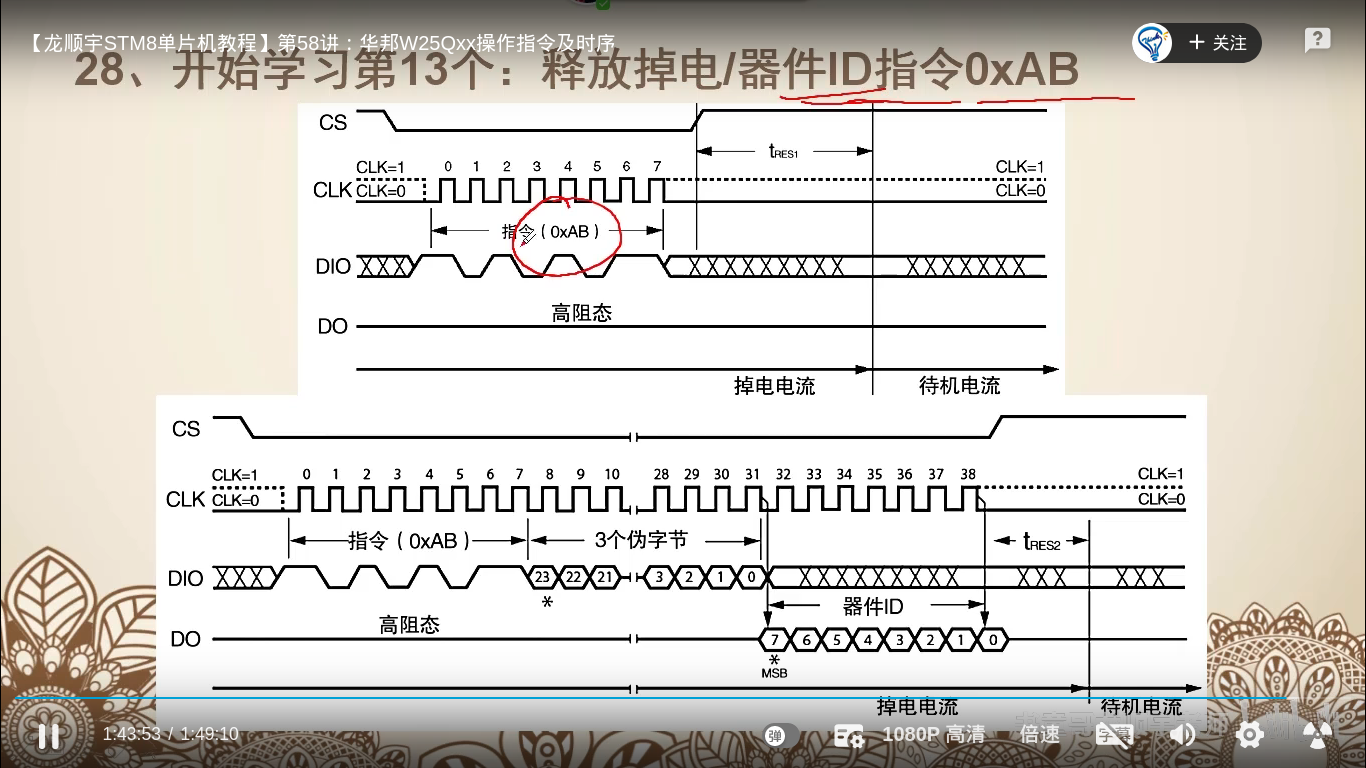 【龙顺宇STM8单片机教程】第58讲：华邦W25Qxx操作指令及时序
+ 关注
28、开始学习第13个：释放掉电/器件ID指令0xAB
CS
tRES1
CLK=1 0 1 2 3 4 5 6 7 CLK=1
CLK CLK=0 CLK=0
指令（0xAB）
DIO
高阻态
DO
掉电电流 待机电流
CS
CLK=1 0 1 2 3 4 5 6 7 8 9 10 28 29 30 31 32 33 34 35 36 37 38 CLK=1
CLK CLK=0 CLK=0
指令（0xAB） 3个伪字节 tRES2
DIO 23 22 21 3 2 1 0
* 器件ID
高阻态
DO 7 6 5 4 3 2 1 0
*
MSB
掉电电流 待机电流
1:43:53 / 1:49:10 弹 1080P 高清 倍速 字幕